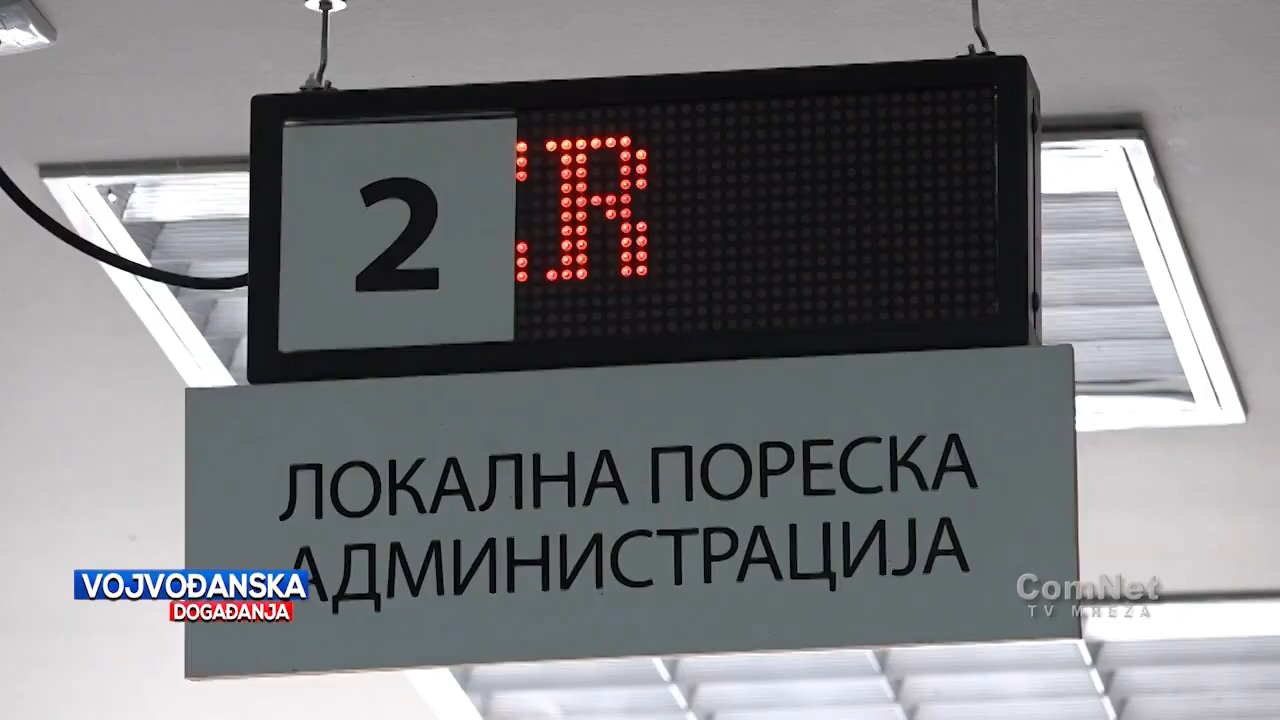 2
ЛОКАЛНА ПОРЕСКА
АДМИНИСТРАЦИЈА
VOJVOĐANSKA
DOGAĐANJA
ComNet
TV MREŽA